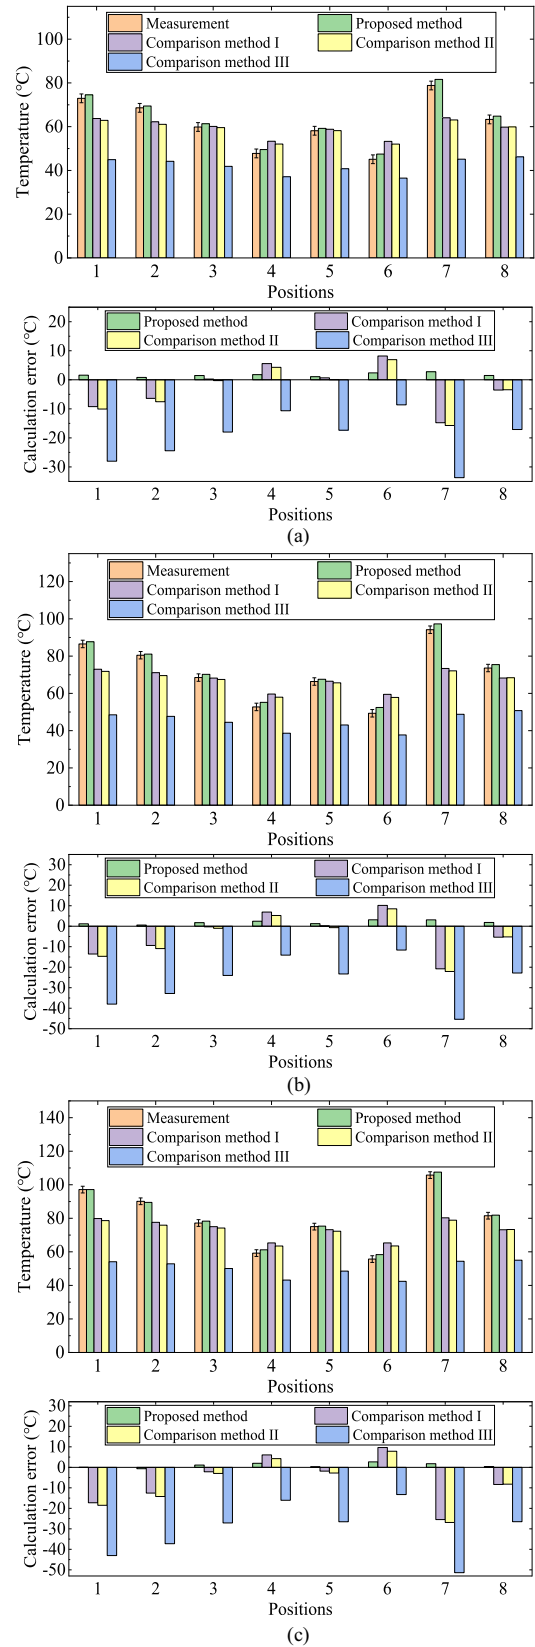 Measurement Proposed method
Comparison method I Comparison method II
Comparison method III
Temperature (°C)
100
80
60
40
20
0
1 2 3 4 5 6 7 8
Positions
Proposed method Comparison method I
Comparison method II Comparison method III
Calculation error (°C)
20
10
0
-10
-20
-30
1 2 3 4 5 6 7 8
Positions
(a)
Measurement Proposed method
Comparison method I Comparison method II
Comparison method III
Temperature (°C)
120
100
80
60
40
20
0
1 2 3 4 5 6 7 8
Positions
Proposed method Comparison method I
Comparison method II Comparison method III
Calculation error (°C)
30
20
10
0
-10
-20
-30
-40
-50
1 2 3 4 5 6 7 8
Positions
(b)
Measurement Proposed method
Comparison method I Comparison method II
Comparison method III
Temperature (°C)
140
120
100
80
60
40
20
0
1 2 3 4 5 6 7 8
Positions
Proposed method Comparison method I
Comparison method II Comparison method III
Calculation error (°C)
30
20
10
0
-10
-20
-30
-40
-50
1 2 3 4 5 6 7 8
Positions
(c)